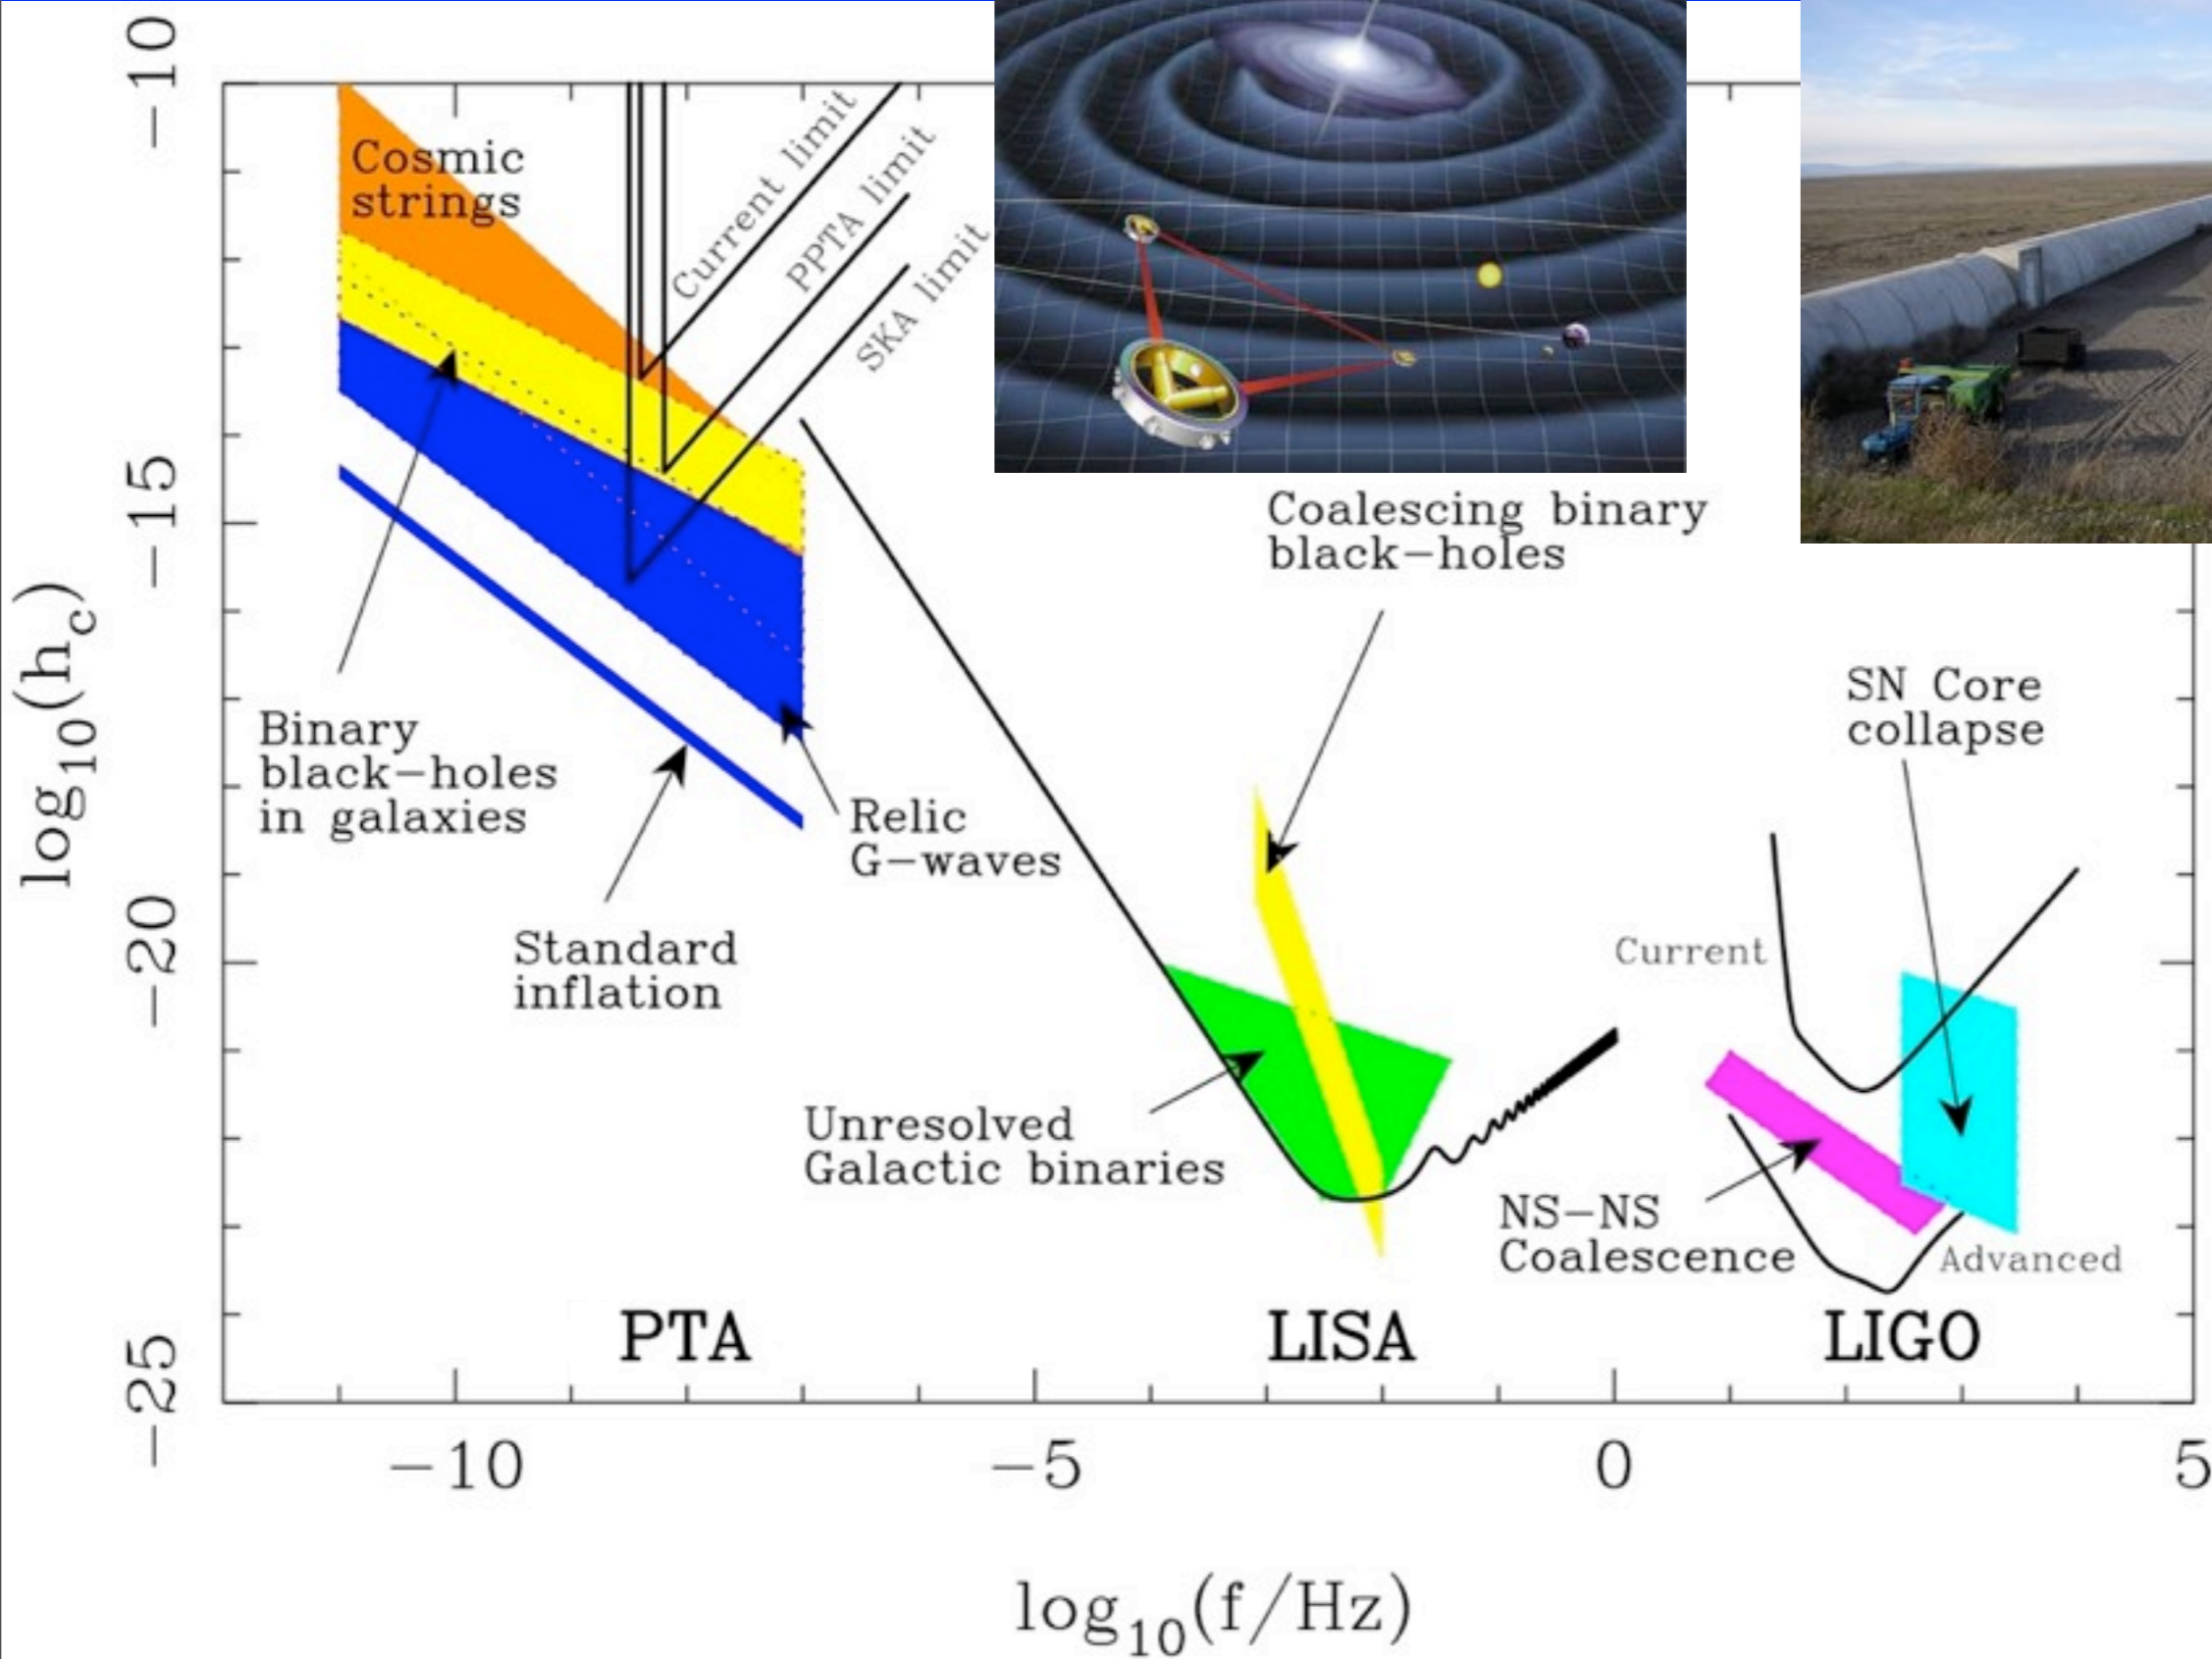 −10
−15
−20
−25
log10(hc)
Cosmic
strings
Current limit
PPTA limit
SKA limit
Binary
black−holes
in galaxies
Standard
inflation
Relic
G−waves
Coalescing binary
black−holes
Unresolved
Galactic binaries
SN Core
collapse
Current
NS−NS
Coalescence
Advanced
PTA
LISA
LIGO
−10
−5
0
5
log10(f/Hz)